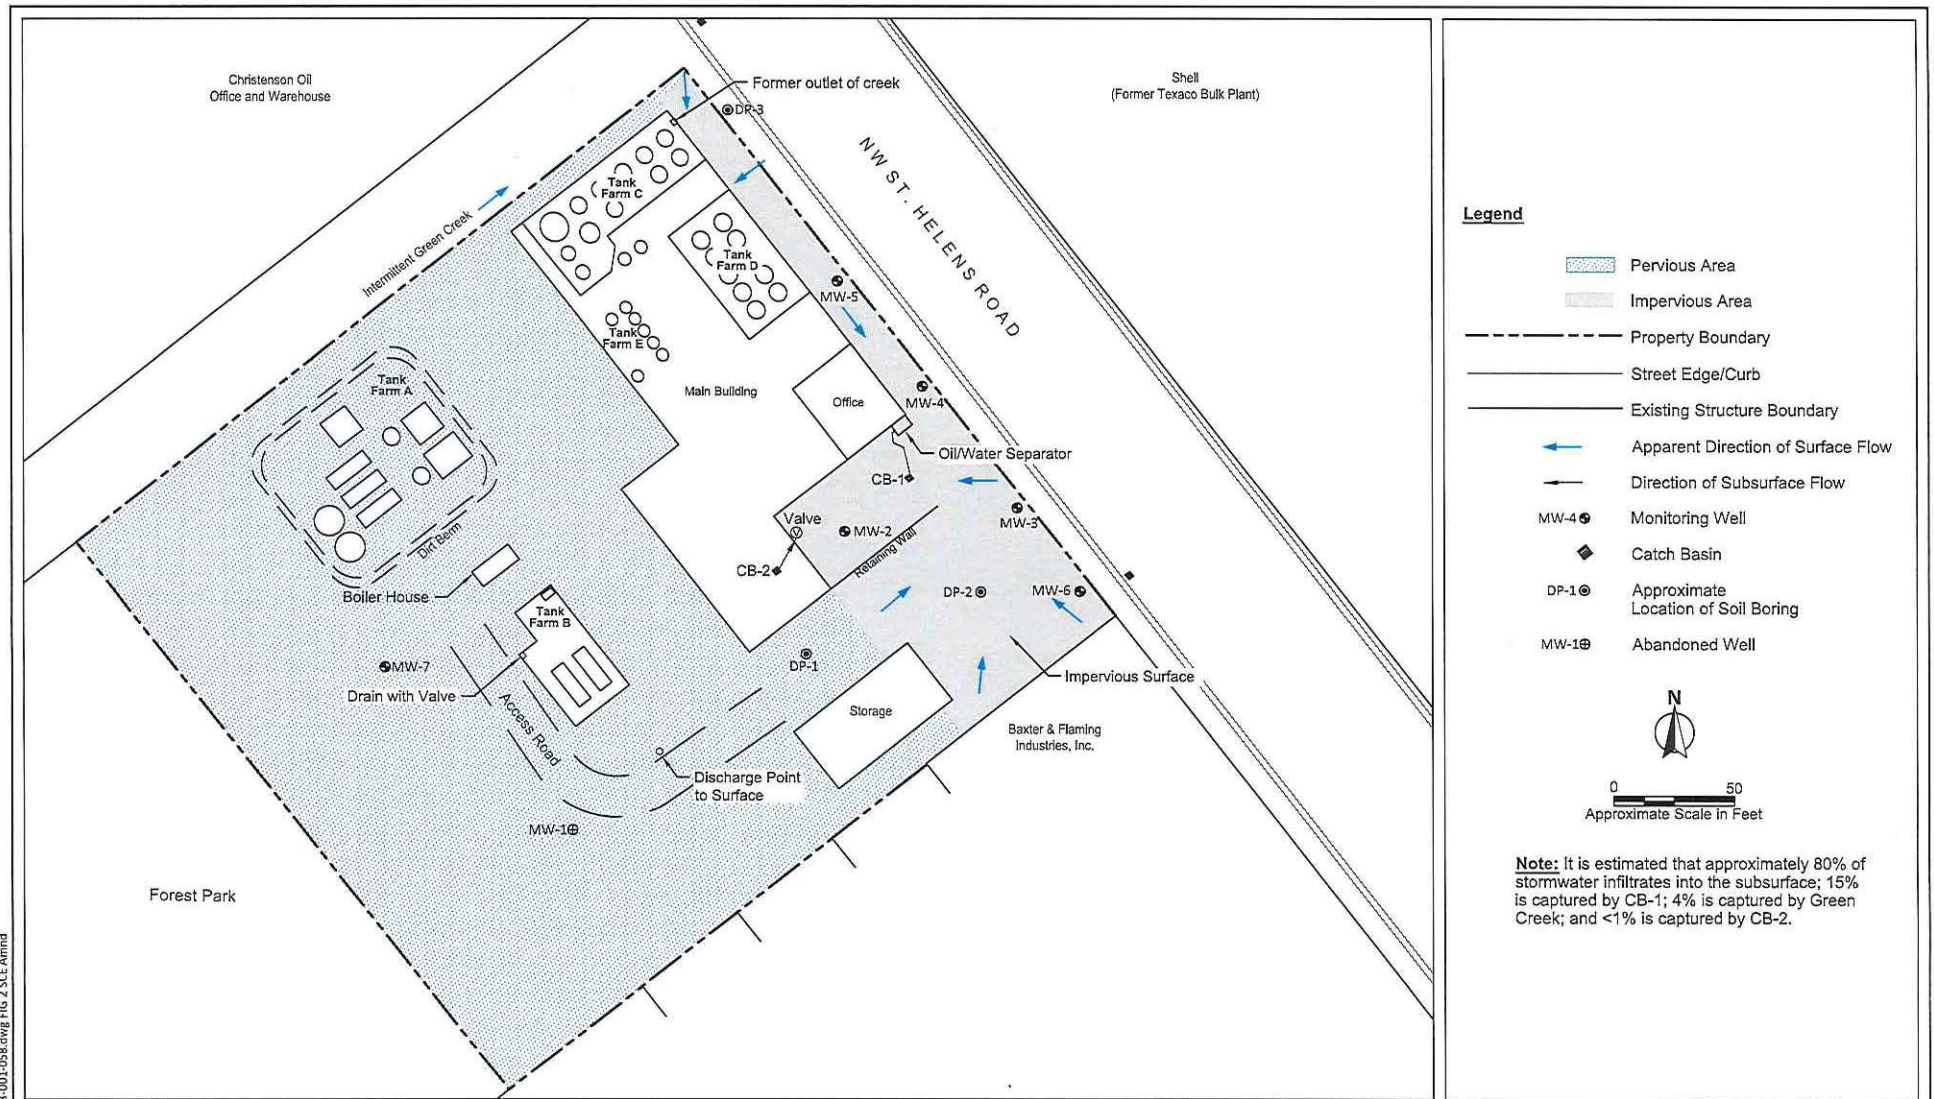 Christenson Oil
Office and Warehouse
Former outlet of creek
Shell
(Former Texaco Bulk Plant)
DP-3
NW ST. HELENS ROAD
Tank
Farm C
Intermittent Green Creek
Tank
Farm D
MW-5
Tank
Farm E
Tank
Farm A
Main Building
Office
MW-4
Oil/Water Separator
CB-1
MW-3
Valve
MW-2
Retaining Wall
Dirt Berm
CB-2
Boiler House
DP-2
MW-6
Tank
Farm B
MW-7
DP-1
Drain with Valve
Impervious Surface
Access Road
Storage
Baxter & Flaming
Industries, Inc.
Discharge Point
to Surface
MW-1
Forest Park
Legend
Pervious Area
Impervious Area
Property Boundary
Street Edge/Curb
Existing Structure Boundary
Apparent Direction of Surface Flow
Direction of Subsurface Flow
MW-4 Monitoring Well
Catch Basin
DP-1 Approximate
Location of Soil Boring
MW-1 Abandoned Well
N
0 50
Approximate Scale in Feet
Note: It is estimated that approximately 80% of
stormwater infiltrates into the subsurface; 15%
is captured by CB-1; 4% is captured by Green
Creek; and <1% is captured by CB-2.
-001-05B.dwg FIG 2 SCE Amnd